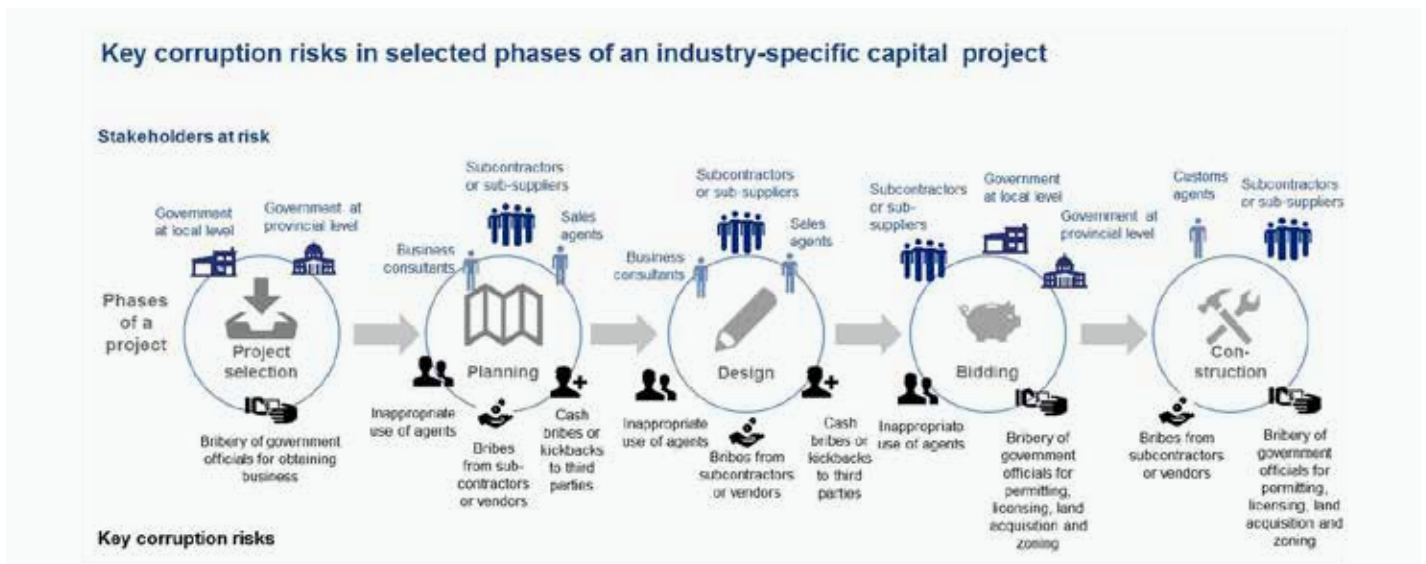 Key corruption risks in selected phases of an industry-specific capital project
Stakeholders at risk
Government
at local level
Government at
provincial level
Business
consultants
Subcontractors
or sub-suppliers
Sales
agents
Business
consultants
Subcontractors
or sub-suppliers
Sales
agents
Subcontractors
or sub-
suppliers
Government
at local level
Government at
provincial level
Customs
agents
Subcontractors
or sub-suppliers
Phases
of a
project
Project
selection
Planning
Design
Bidding
Con-
struction
Bribery of government
officials for obtaining
business
Inappropriate
use of agents
Bribes
from sub-
contractors
or vendors
Cash
bribes or
kickbacks
to third
parties
Inappropriate
use of agents
Bribes from
subcontractors
or vendors
Cash
bribes or
kickbacks
to third
parties
Inappropriate
use of agents
Bribery of
government
officials for
permitting,
licensing, land
acquisition and
zoning
Bribes from
subcontractors
or vendors
Bribery of
government
officials for
permitting,
licensing, land
acquisition and
zoning
Key corruption risks